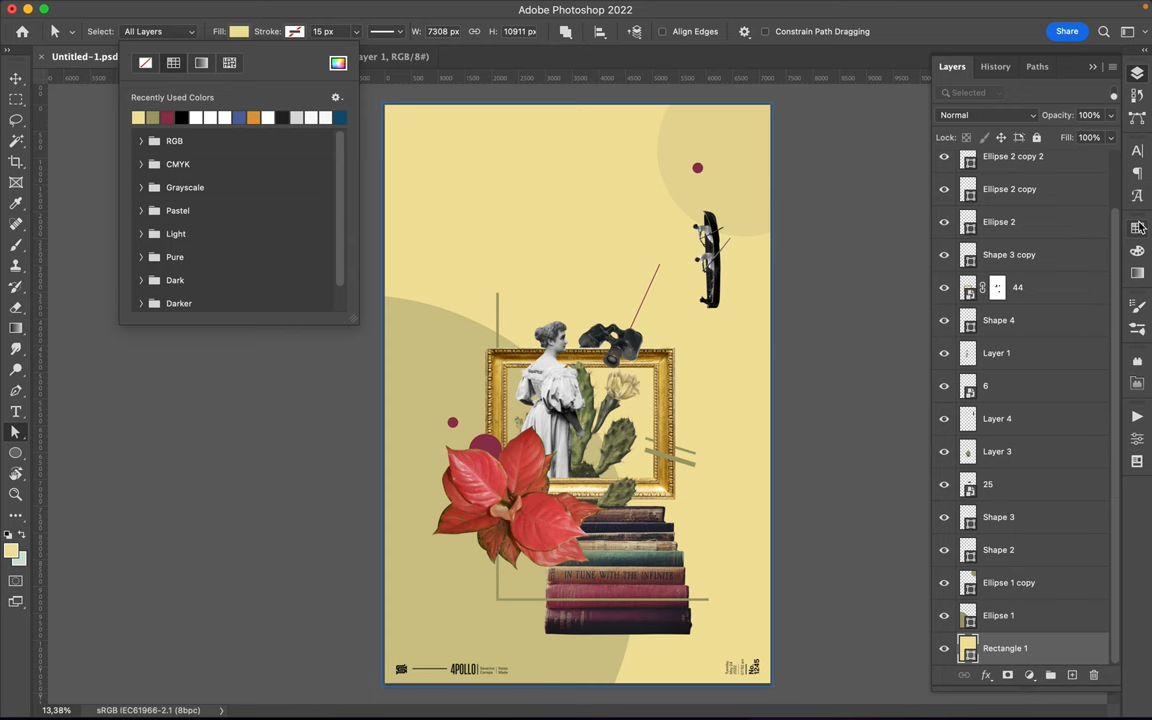 Adobe Photoshop 2022
Select: All Layers Fill: Stroke: 15 px W: 7308 px H: 10911 px Align Edges Constrain Path Dragging Share
Untitled-1.psd
ayer 1, RGB/8#)
Recently Used Colors
RGB
CMYK
Grayscale
Pastel
Light
Pure
Dark
Darker
Layers History Paths
Selected
Normal Opacity: 100%
Lock: Fill: 100%
Ellipse 2 copy 2
Ellipse 2 copy
Ellipse 2
Shape 3 copy
44
Shape 4
Layer 1
6
Layer 4
Layer 3
25
Shape 3
Shape 2
Ellipse 1 copy
Ellipse 1
Rectangle 1
IN TUNE WITH THE INFINITE
4POLLO
No. 1245
13,38% sRGB IEC61966-2.1 (8bpc)